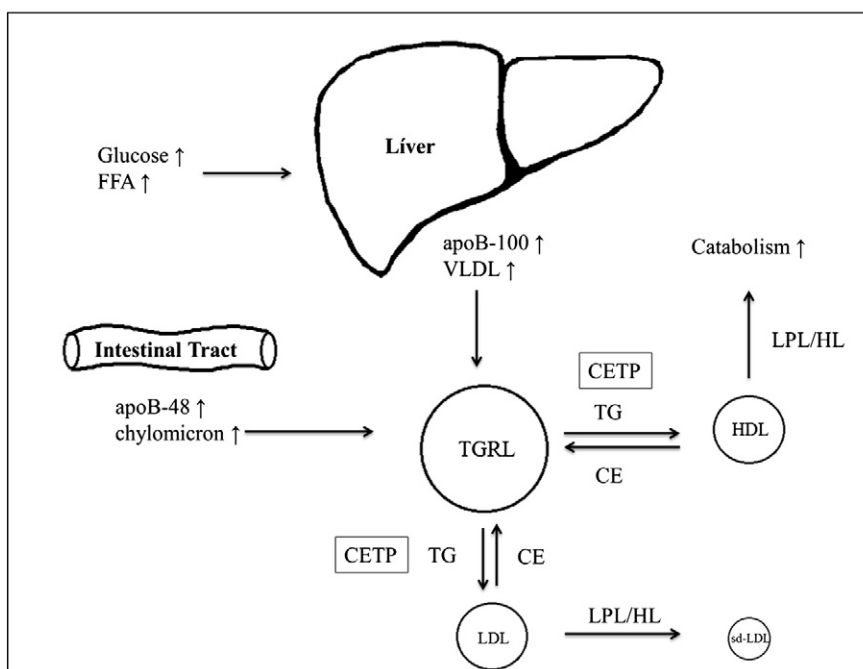 Líver
Glucose ↑
FFA ↑
apoB-100 ↑
VLDL ↑
Catabolism ↑
LPL/HL
Intestinal Tract
apoB-48 ↑
chylomicron ↑
CETP
TG
TGRL
HDL
CE
CETP
TG
CE
LDL
LPL/HL
sd-LDL